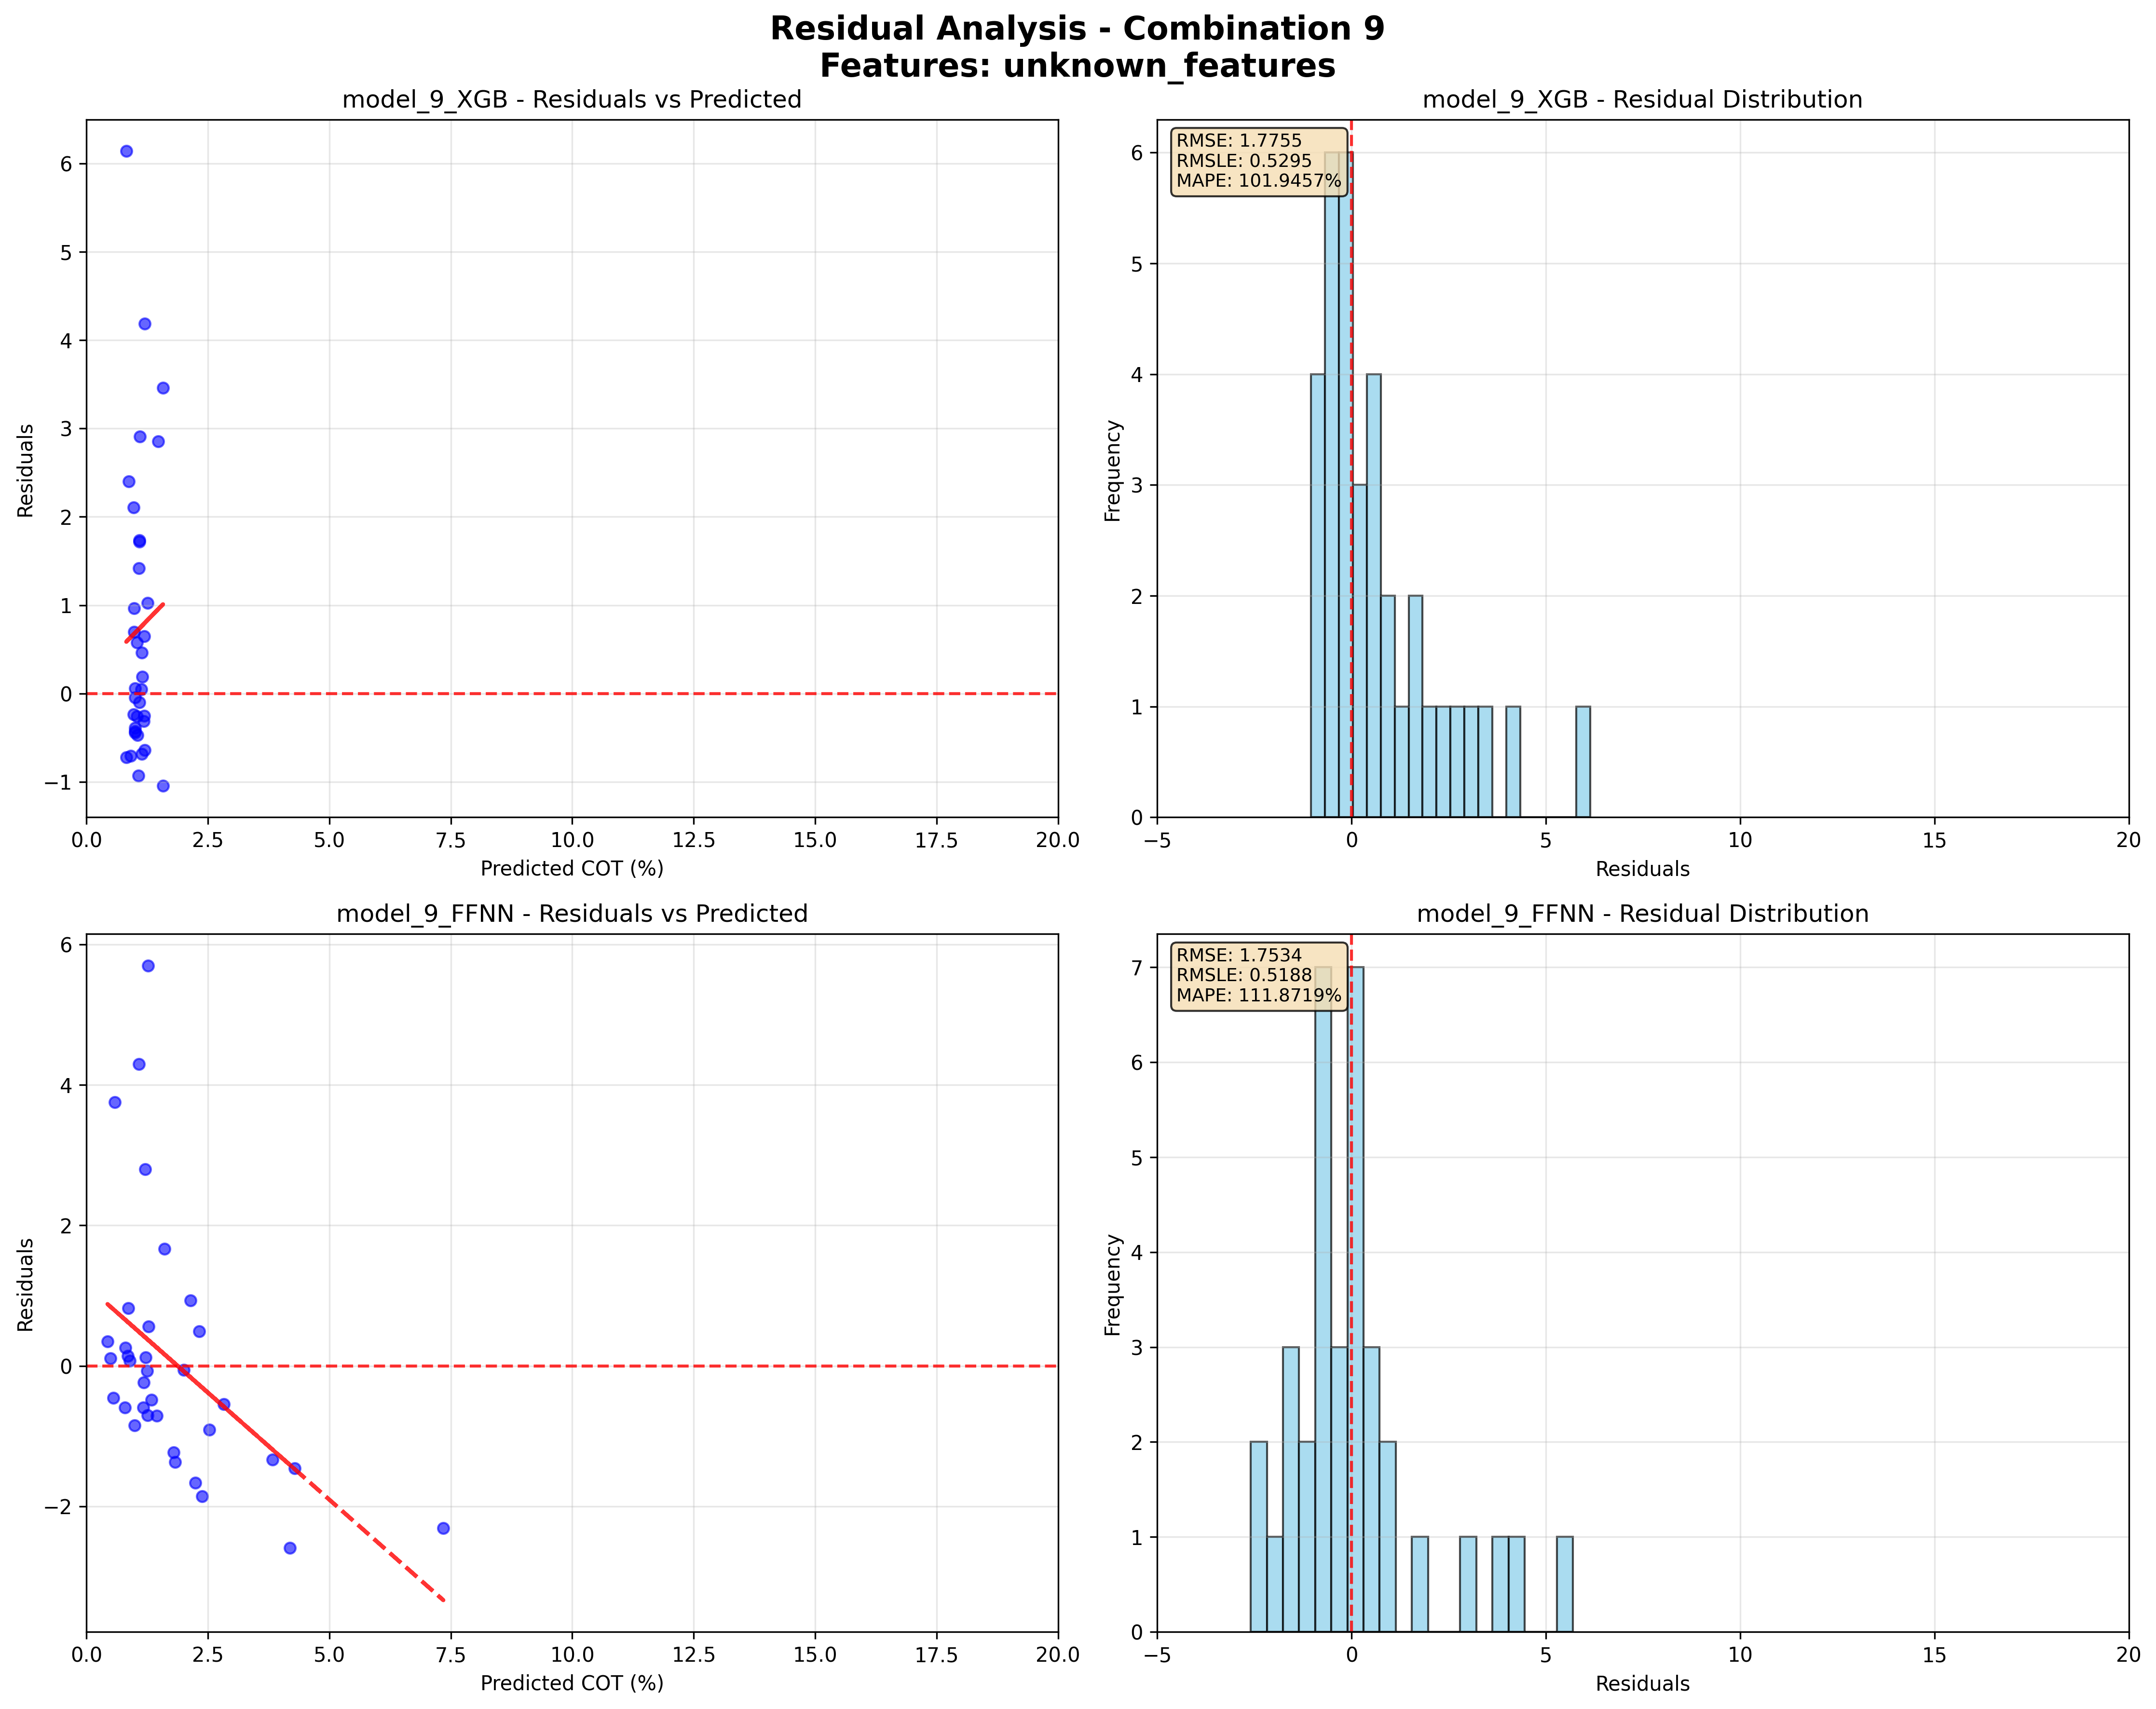 Residual Analysis - Combination 9
Features: unknown_features
model_9_XGB - Residuals vs Predicted
Residuals
6
5
4
3
2
1
0
−1
0.0 2.5 5.0 7.5 10.0 12.5 15.0 17.5 20.0
Predicted COT (%)
model_9_XGB - Residual Distribution
RMSE: 1.7755
RMSLE: 0.5295
MAPE: 101.9457%
Frequency
6
5
4
3
2
1
0
−5 0 5 10 15 20
Residuals
model_9_FFNN - Residuals vs Predicted
Residuals
6
4
2
0
−2
0.0 2.5 5.0 7.5 10.0 12.5 15.0 17.5 20.0
Predicted COT (%)
model_9_FFNN - Residual Distribution
RMSE: 1.7534
RMSLE: 0.5188
MAPE: 111.8719%
Frequency
7
6
5
4
3
2
1
0
−5 0 5 10 15 20
Residuals